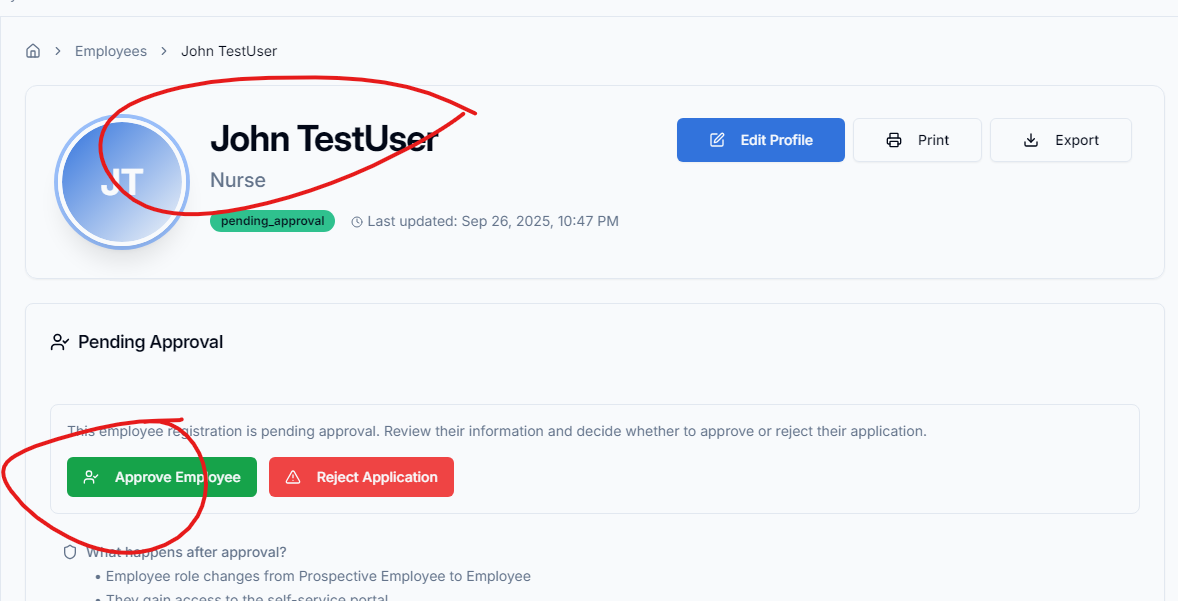 Employees > John TestUser
JT
John TestUser
Nurse
pending_approval Last updated: Sep 26, 2025, 10:47 PM
Edit Profile Print Export
Pending Approval
This employee registration is pending approval. Review their information and decide whether to approve or reject their application.
Approve Employee Reject Application
What happens after approval?
• Employee role changes from Prospective Employee to Employee
• They gain access to the self-service portal